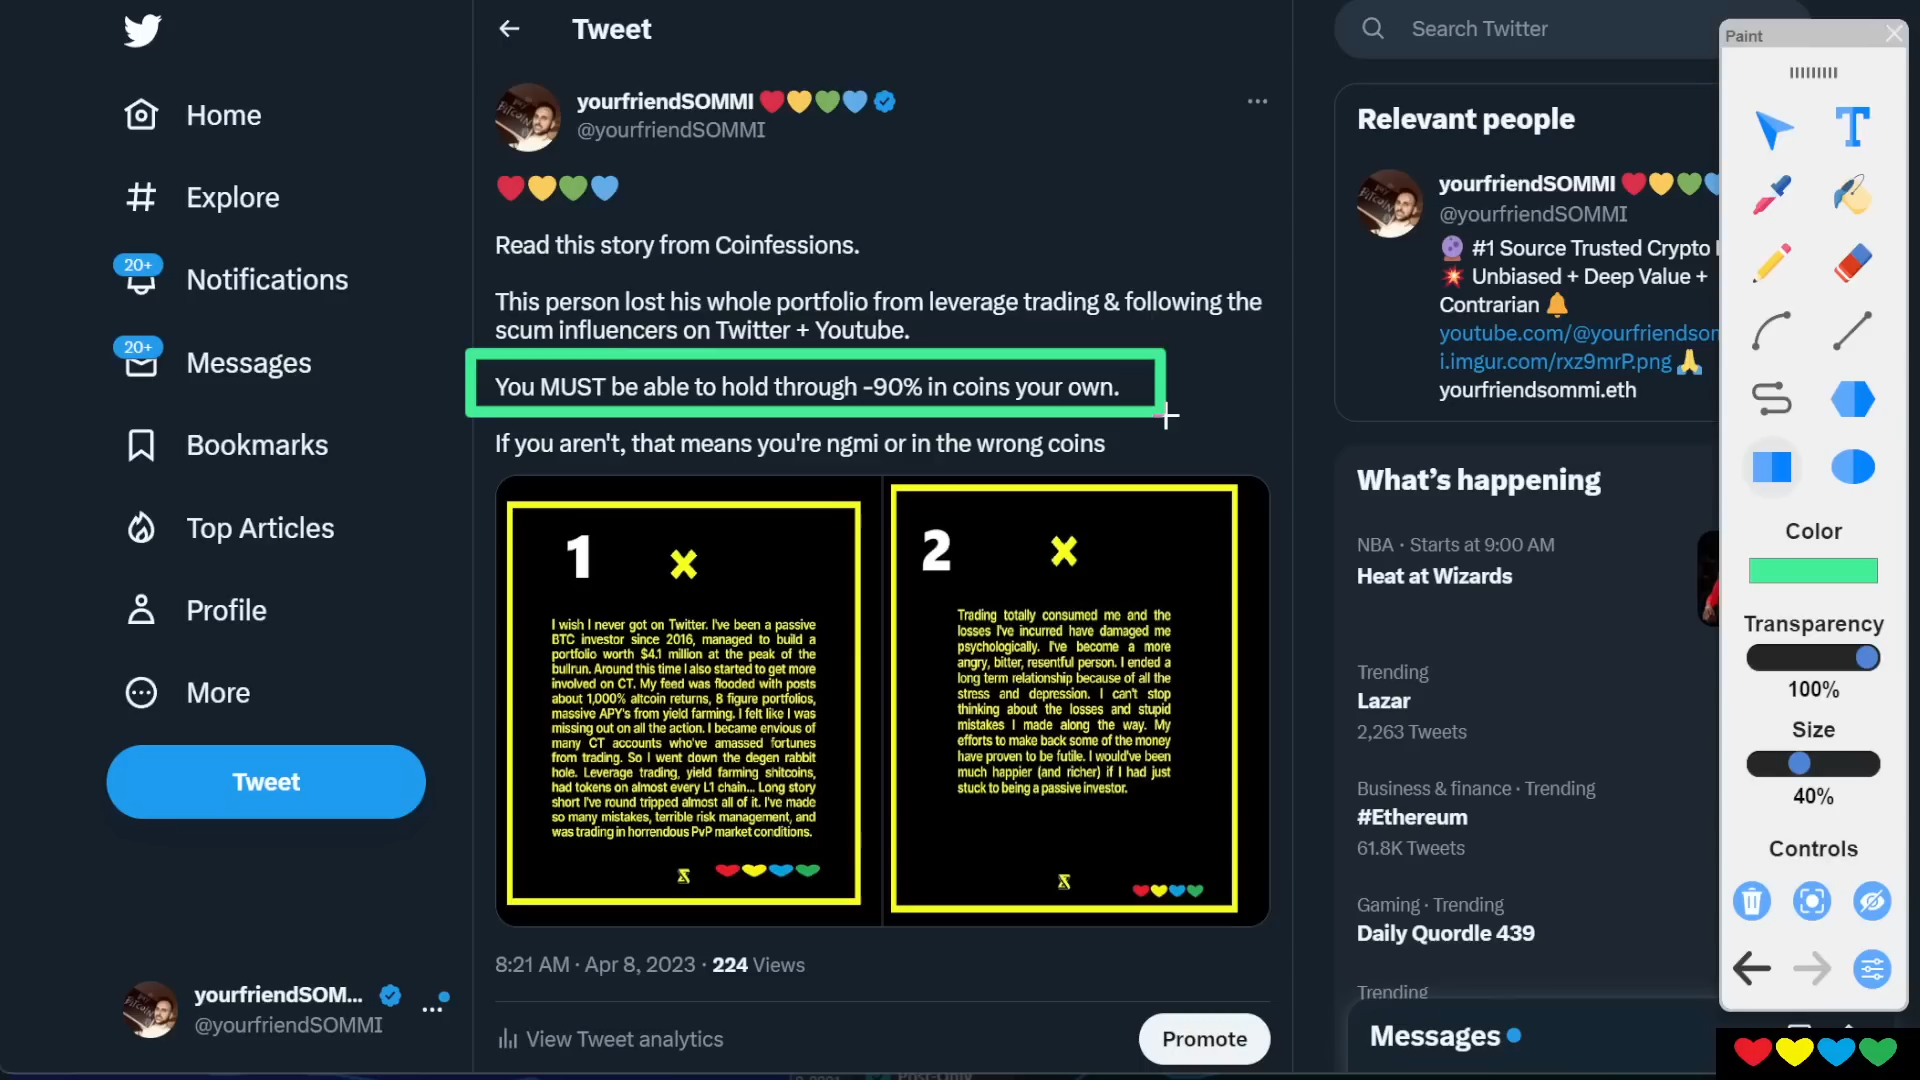 Tweet
Search Twitter
Paint
Home
Explore
20+
Notifications
20+
Messages
Bookmarks
Top Articles
Profile
More
Tweet
yourfriendSOM...
@yourfriendSOMMI
yourfriendSOMMI
@yourfriendSOMMI
Read this story from Coinfessions.
This person lost his whole portfolio from leverage trading & following the
scum influencers on Twitter + Youtube.
You MUST be able to hold through -90% in coins your own.
If you aren't, that means you're ngmi or in the wrong coins
1
I wish I never got on Twitter. I've been a passive
BTC investor since 2016, managed to build a
portfolio worth $4.1 million at the peak of the
bullrun. Around this time I also started to get more
involved on CT. My feed was flooded with posts
about 1,000% altcoin returns, 8 figure portfolios,
massive APY's from yield farming. I felt like I was
missing out on all the action. I became envious of
many CT accounts who've amassed fortunes
from trading. So I went down the degen rabbit
hole. Leverage trading, yield farming shitcoins,
had tokens on almost every L1 chain... Long story
short I've round tripped almost all of it. I've made
so many mistakes, terrible risk management, and
was trading in horrendous PvP market conditions.
2
Trading totally consumed me and the
losses I've incurred have damaged me
psychologically. I've become a more
angry, bitter, resentful person. I ended a
long term relationship because of all the
stress and depression. I can't stop
thinking about the losses and stupid
mistakes I made along the way. My
efforts to make back some of the money
have proven to be futile. I would've been
much happier (and richer) if I had just
stuck to being a passive investor.
8:21 AM · Apr 8, 2023 · 224 Views
View Tweet analytics
Promote
Relevant people
yourfriendSOMMI
@yourfriendSOMMI
#1 Source Trusted Crypto
Unbiased + Deep Value +
Contrarian
youtube.com/@yourfriendsom
i.imgur.com/rxz9mrP.png
yourfriendsommi.eth
What's happening
NBA · Starts at 9:00 AM
Heat at Wizards
Trending
Lazar
2,263 Tweets
Business & finance · Trending
#Ethereum
61.8K Tweets
Gaming · Trending
Daily Quordle 439
Trending
Messages
T
Color
Transparency
100%
Size
40%
Controls